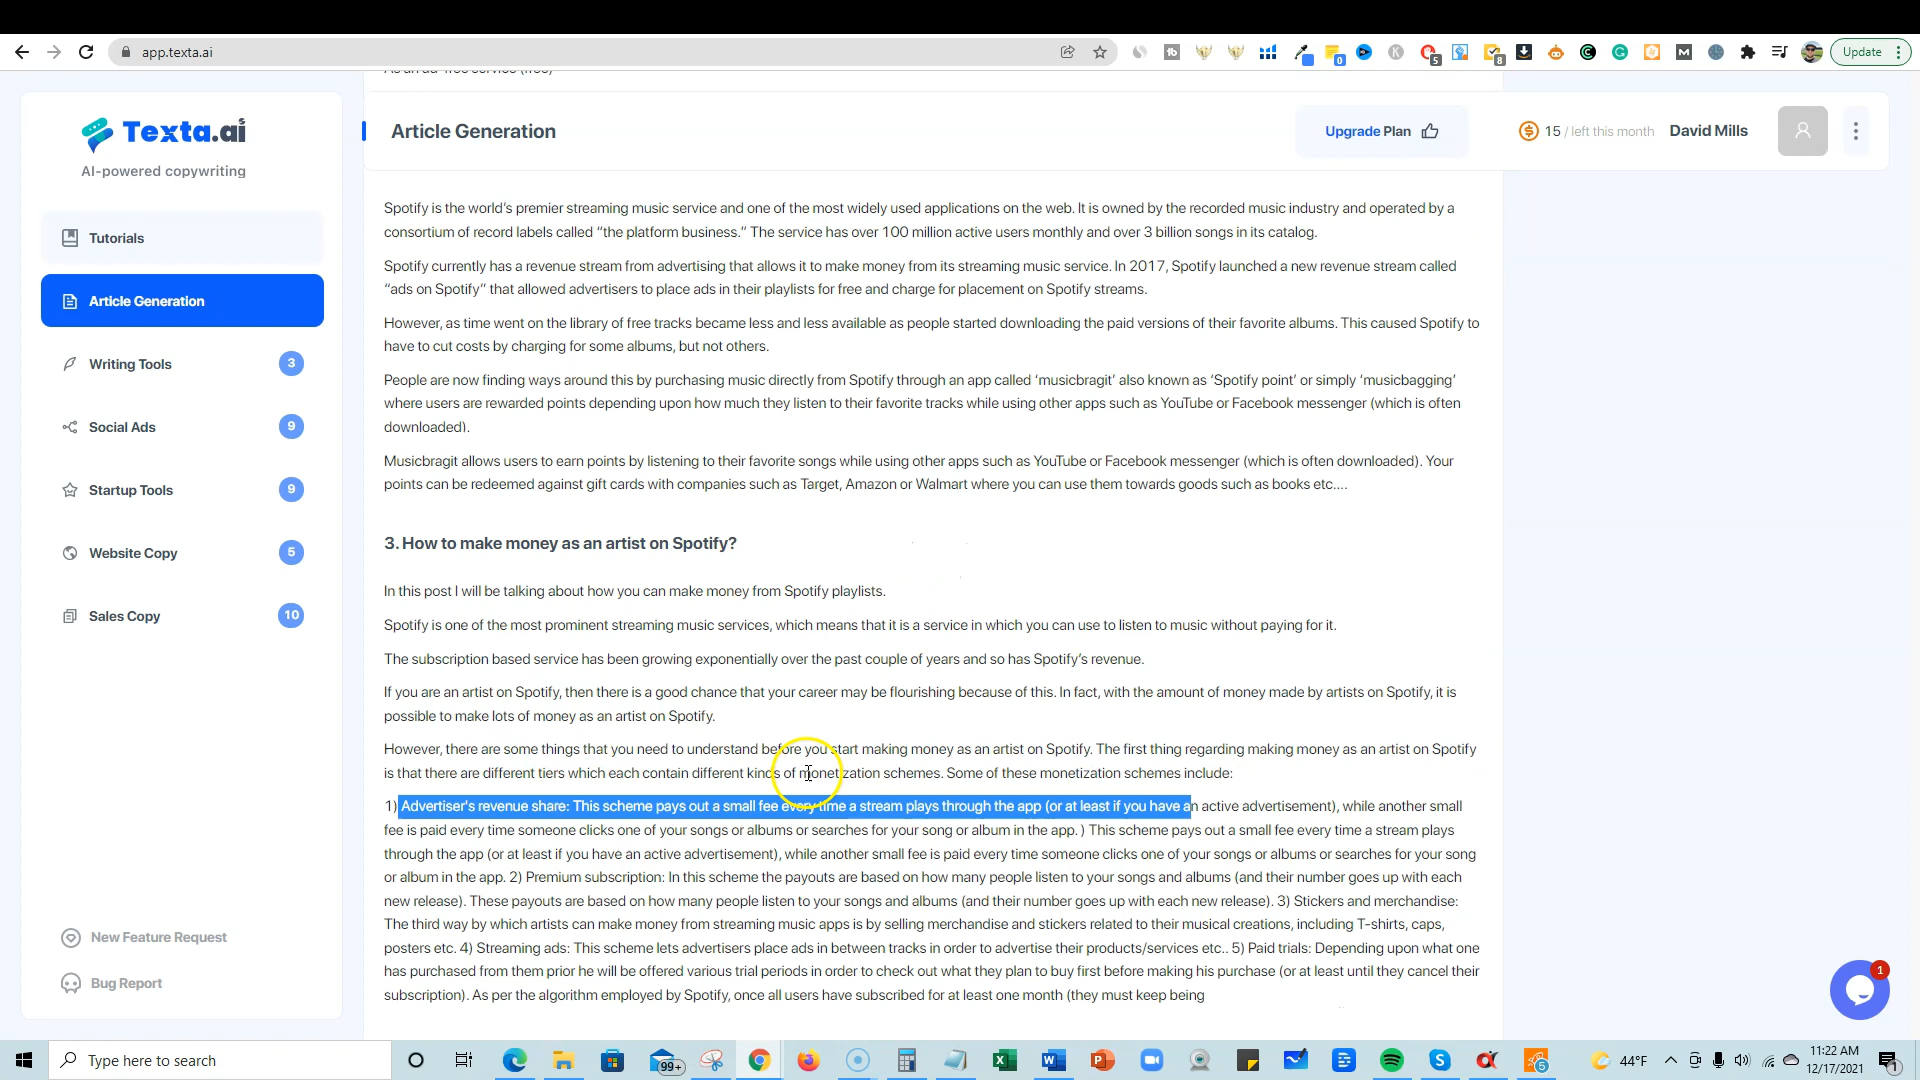 app.texta.ai
0
5
8
Update
As an ad-free service (free)
Texta.ai
AI-powered copywriting
Article Generation
Upgrade Plan
15 / left this month
David Mills
Tutorials
Article Generation
Writing Tools 3
Social Ads 9
Startup Tools 9
Website Copy 5
Sales Copy 10
New Feature Request
Bug Report
Spotify is the world's premier streaming music service and one of the most widely used applications on the web. It is owned by the recorded music industry and operated by a
consortium of record labels called “the platform business.” The service has over 100 million active users monthly and over 3 billion songs in its catalog.
Spotify currently has a revenue stream from advertising that allows it to make money from its streaming music service. In 2017, Spotify launched a new revenue stream called
“ads on Spotify” that allowed advertisers to place ads in their playlists for free and charge for placement on Spotify streams.
However, as time went on the library of free tracks became less and less available as people started downloading the paid versions of their favorite albums. This caused Spotify to
have to cut costs by charging for some albums, but not others.
People are now finding ways around this by purchasing music directly from Spotify through an app called ‘musicbragit’ also known as ‘Spotify point’ or simply ‘musicbagging’
where users are rewarded points depending upon how much they listen to their favorite tracks while using other apps such as YouTube or Facebook messenger (which is often
downloaded).
Musicbragit allows users to earn points by listening to their favorite songs while using other apps such as YouTube or Facebook messenger (which is often downloaded). Your
points can be redeemed against gift cards with companies such as Target, Amazon or Walmart where you can use them towards goods such as books etc....
3. How to make money as an artist on Spotify?
In this post I will be talking about how you can make money from Spotify playlists.
Spotify is one of the most prominent streaming music services, which means that it is a service in which you can use to listen to music without paying for it.
The subscription based service has been growing exponentially over the past couple of years and so has Spotify's revenue.
If you are an artist on Spotify, then there is a good chance that your career may be flourishing because of this. In fact, with the amount of money made by artists on Spotify, it is
possible to make lots of money as an artist on Spotify.
However, there are some things that you need to understand before you start making money as an artist on Spotify. The first thing regarding making money as an artist on Spotify
is that there are different tiers which each contain different kinds of monetization schemes. Some of these monetization schemes include:
1) Advertiser's revenue share: This scheme pays out a small fee every time a stream plays through the app (or at least if you have an active advertisement), while another small
fee is paid every time someone clicks one of your songs or albums or searches for your song or album in the app. ) This scheme pays out a small fee every time a stream plays
through the app (or at least if you have an active advertisement), while another small fee is paid every time someone clicks one of your songs or albums or searches for your song
or album in the app. 2) Premium subscription: In this scheme the payouts are based on how many people listen to your songs and albums (and their number goes up with each
new release). These payouts are based on how many people listen to your songs and albums (and their number goes up with each new release). 3) Stickers and merchandise:
The third way by which artists can make money from streaming music apps is by selling merchandise and stickers related to their musical creations, including T-shirts, caps,
posters etc. 4) Streaming ads: This scheme lets advertisers place ads in between tracks in order to advertise their products/services etc.. 5) Paid trials: Depending upon what one
has purchased from them prior he will be offered various trial periods in order to check out what they plan to buy first before making his purchase (or at least until they cancel their
subscription). As per the algorithm employed by Spotify, once all users have subscribed for at least one month (they must keep being
1
Type here to search
99+
5
44°F
11:22 AM
12/17/2021
1